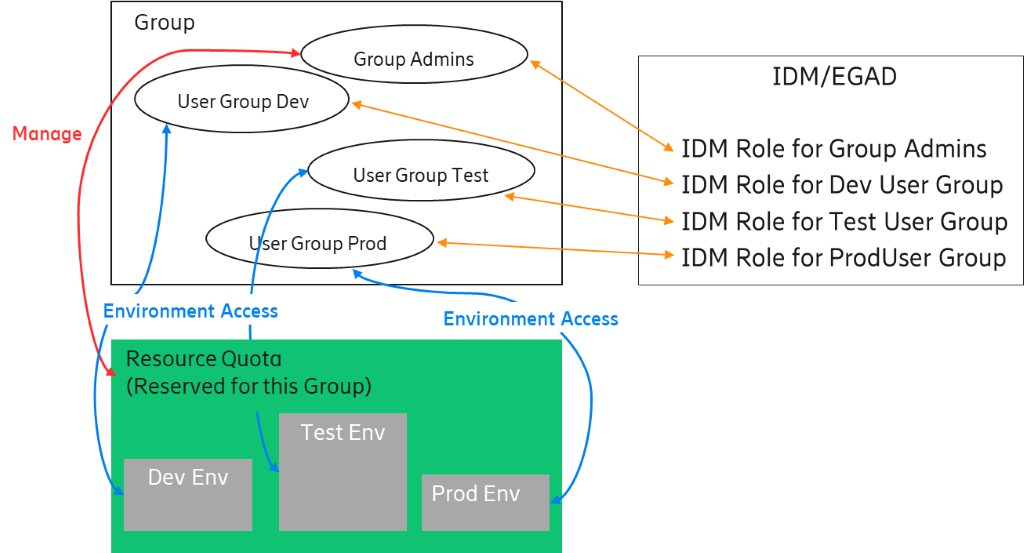 Group
Group Admins
User Group Dev
Manage
User Group Test
User Group Prod
IDM/EGAD
IDM Role for Group Admins
IDM Role for Dev User Group
IDM Role for Test User Group
IDM Role for ProdUser Group
Environment Access
Environment Access
Resource Quota
(Reserved for this Group)
Test Env
Dev Env
Prod Env